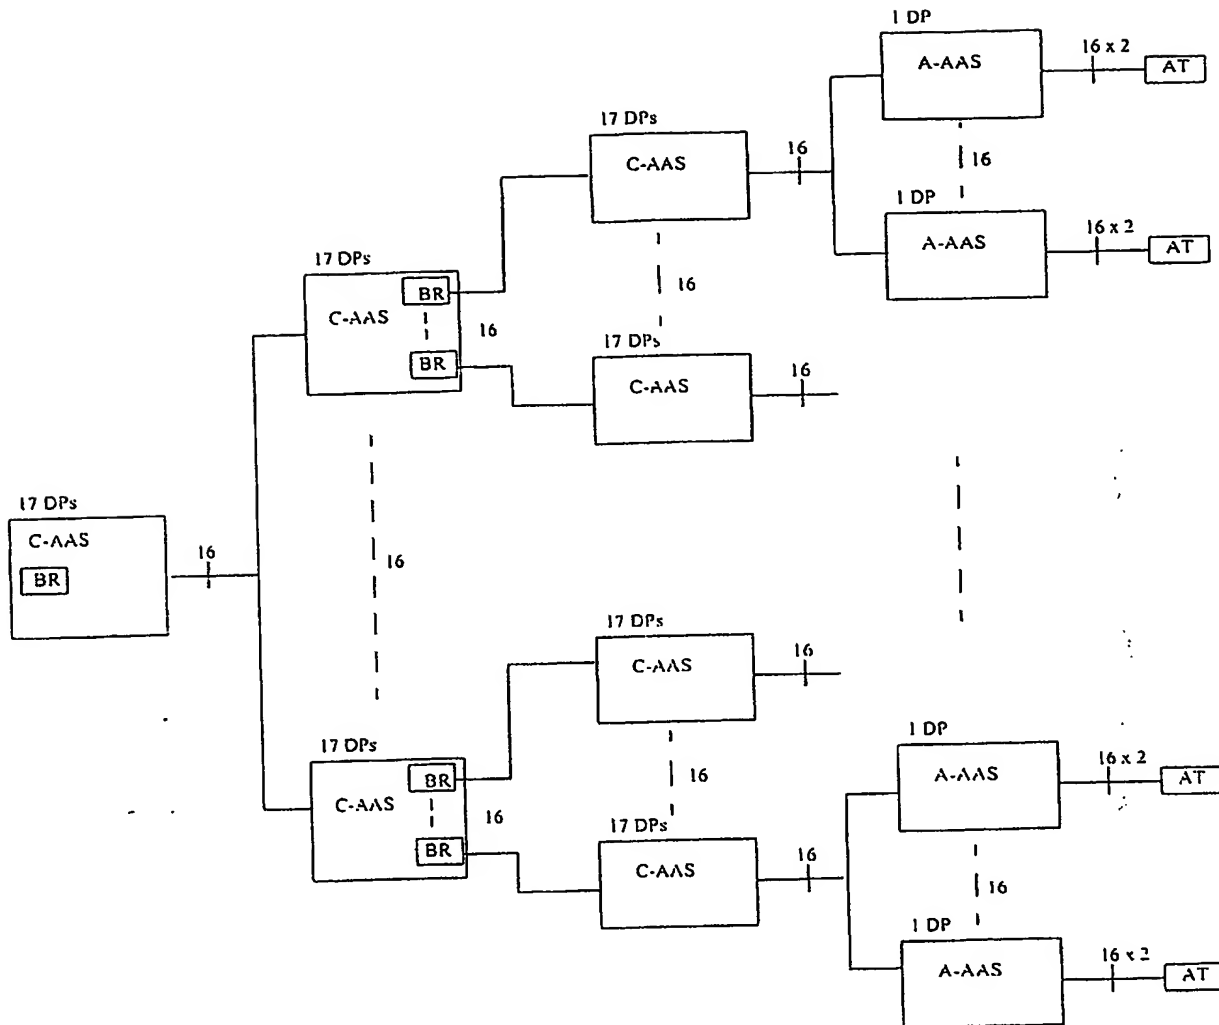 1 DP
A-AAS
16 x 2
AT
17 DPs
C-AAS
16
16
1 DP
A-AAS
16 x 2
AT
17 DPs
C-AAS
BR
BR
16
16
17 DPs
C-AAS
16
17 DPs
C-AAS
BR
16
16
17 DPs
C-AAS
16
17 DPs
C-AAS
BR
BR
16
16
1 DP
A-AAS
16 x 2
AT
17 DPs
C-AAS
16
16
1 DP
A-AAS
16 x 2
AT